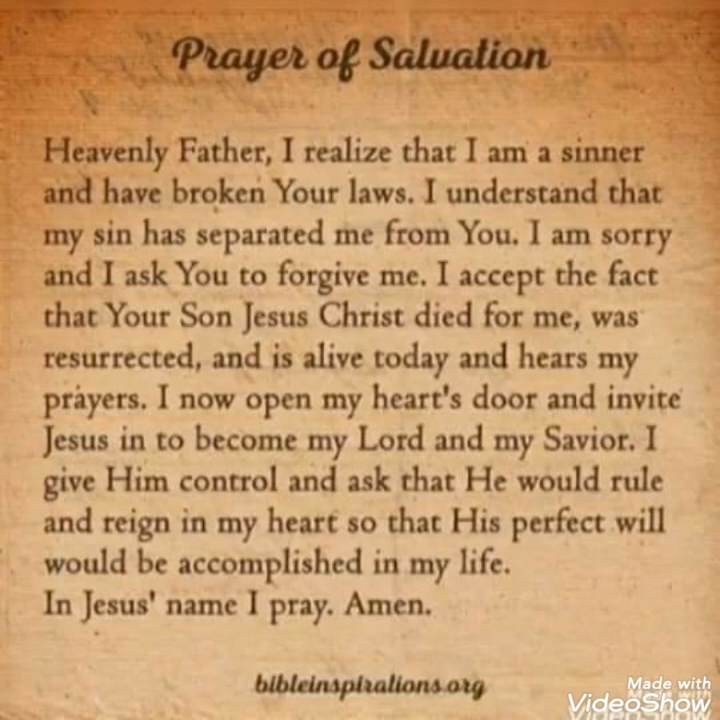 Prayer of Salvation
Heavenly Father, I realize that I am a sinner
and have broken Your laws. I understand that
my sin has separated me from You. I am sorry
and I ask You to forgive me. I accept the fact
that Your Son Jesus Christ died for me, was
resurrected, and is alive today and hears my
prayers. I now open my heart's door and invite
Jesus in to become my Lord and my Savior. I
give Him control and ask that He would rule
and reign in my heart so that His perfect will
would be accomplished in my life.
In Jesus' name I pray. Amen.
bibleinspirations.org
Made with
VideoShow